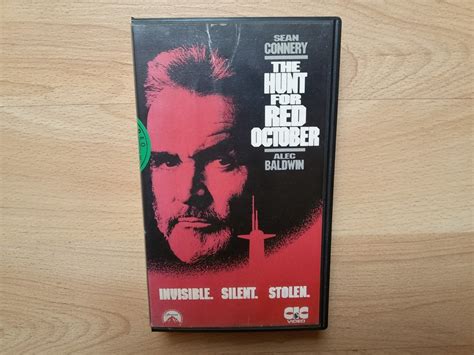 SEAN
CONNERY
THE
HUNT
FOR
RED
OCTOBER
ALEC
BALDWIN
INVISIBLE. SILENT. STOLEN.
CIC
VIDEO